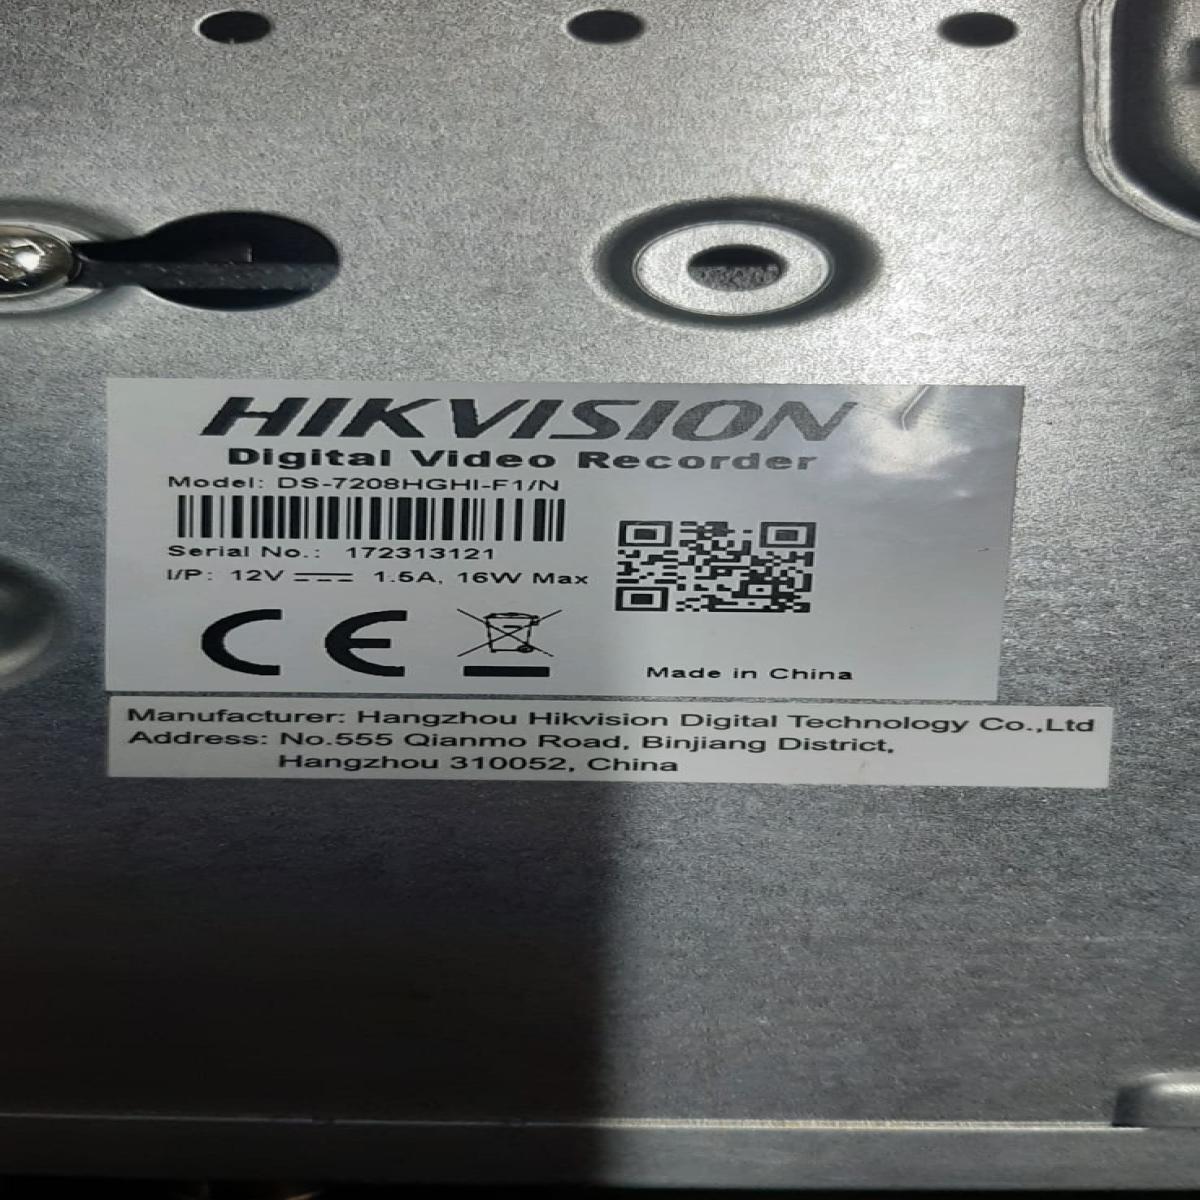 HIKVISION
Digital Video Recorder
Model: DS-7208HGHI-F1/N
Serial No.: 172313121
I/P: 12V ⎓ 1.5A, 16W Max
CE
Made in China
Manufacturer: Hangzhou Hikvision Digital Technology Co.,Ltd
Address: No.555 Qianmo Road, Binjiang District,
Hangzhou 310052, China